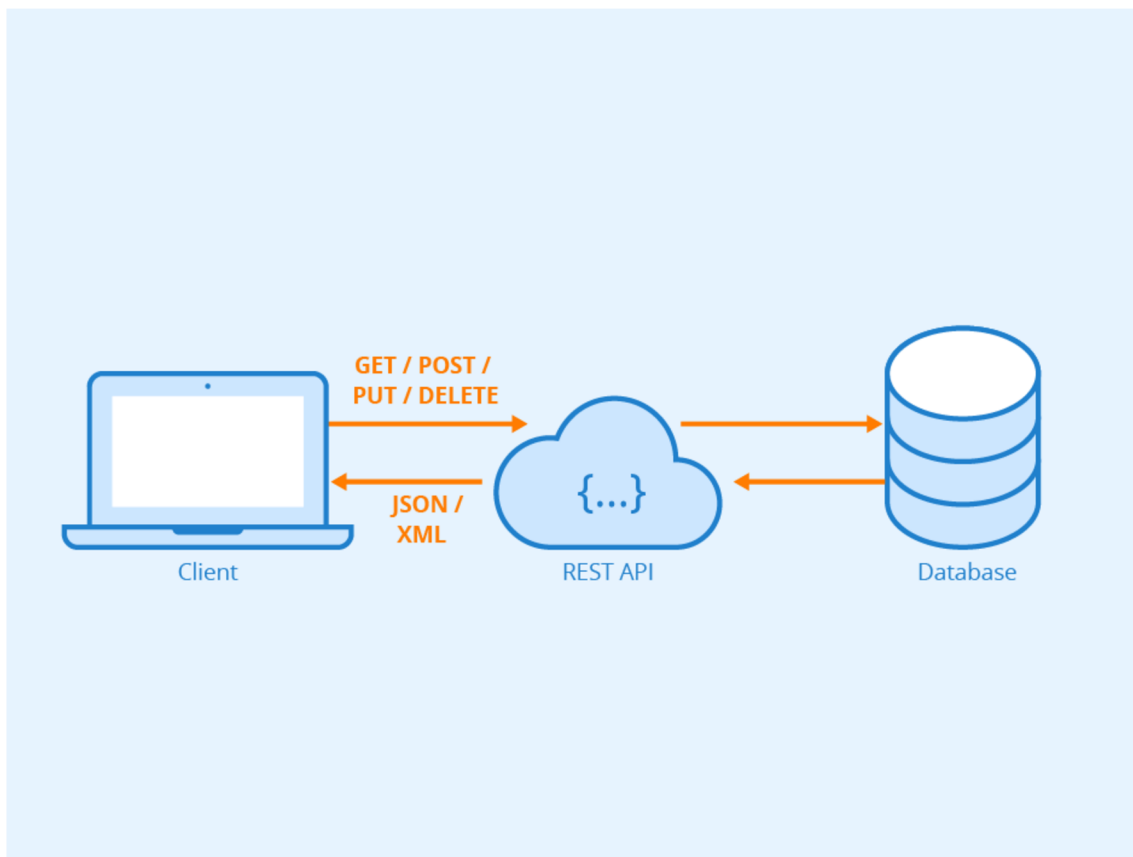 GET / POST /
PUT / DELETE
{...}
JSON /
XML
Client
REST API
Database